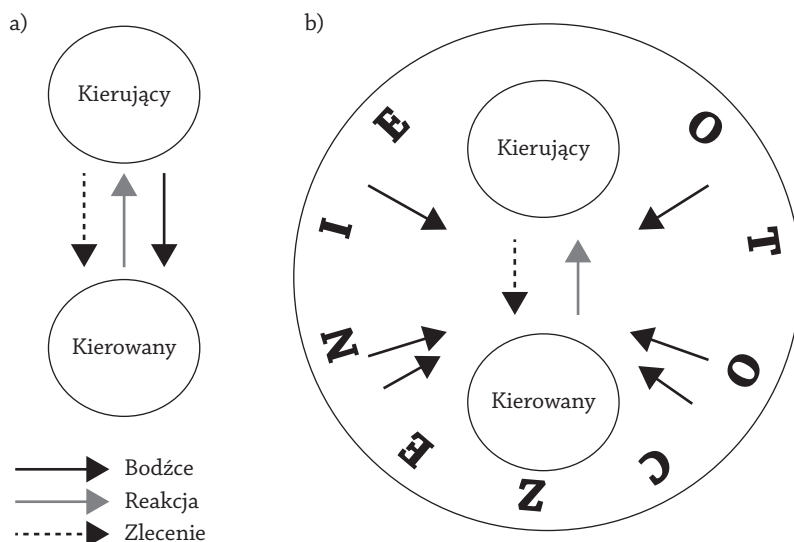 a)
Kierujący
Kierowany
Bodźce
Reakcja
Zlecenie
b)
Kierujący
Kierowany
OTOCZENIE